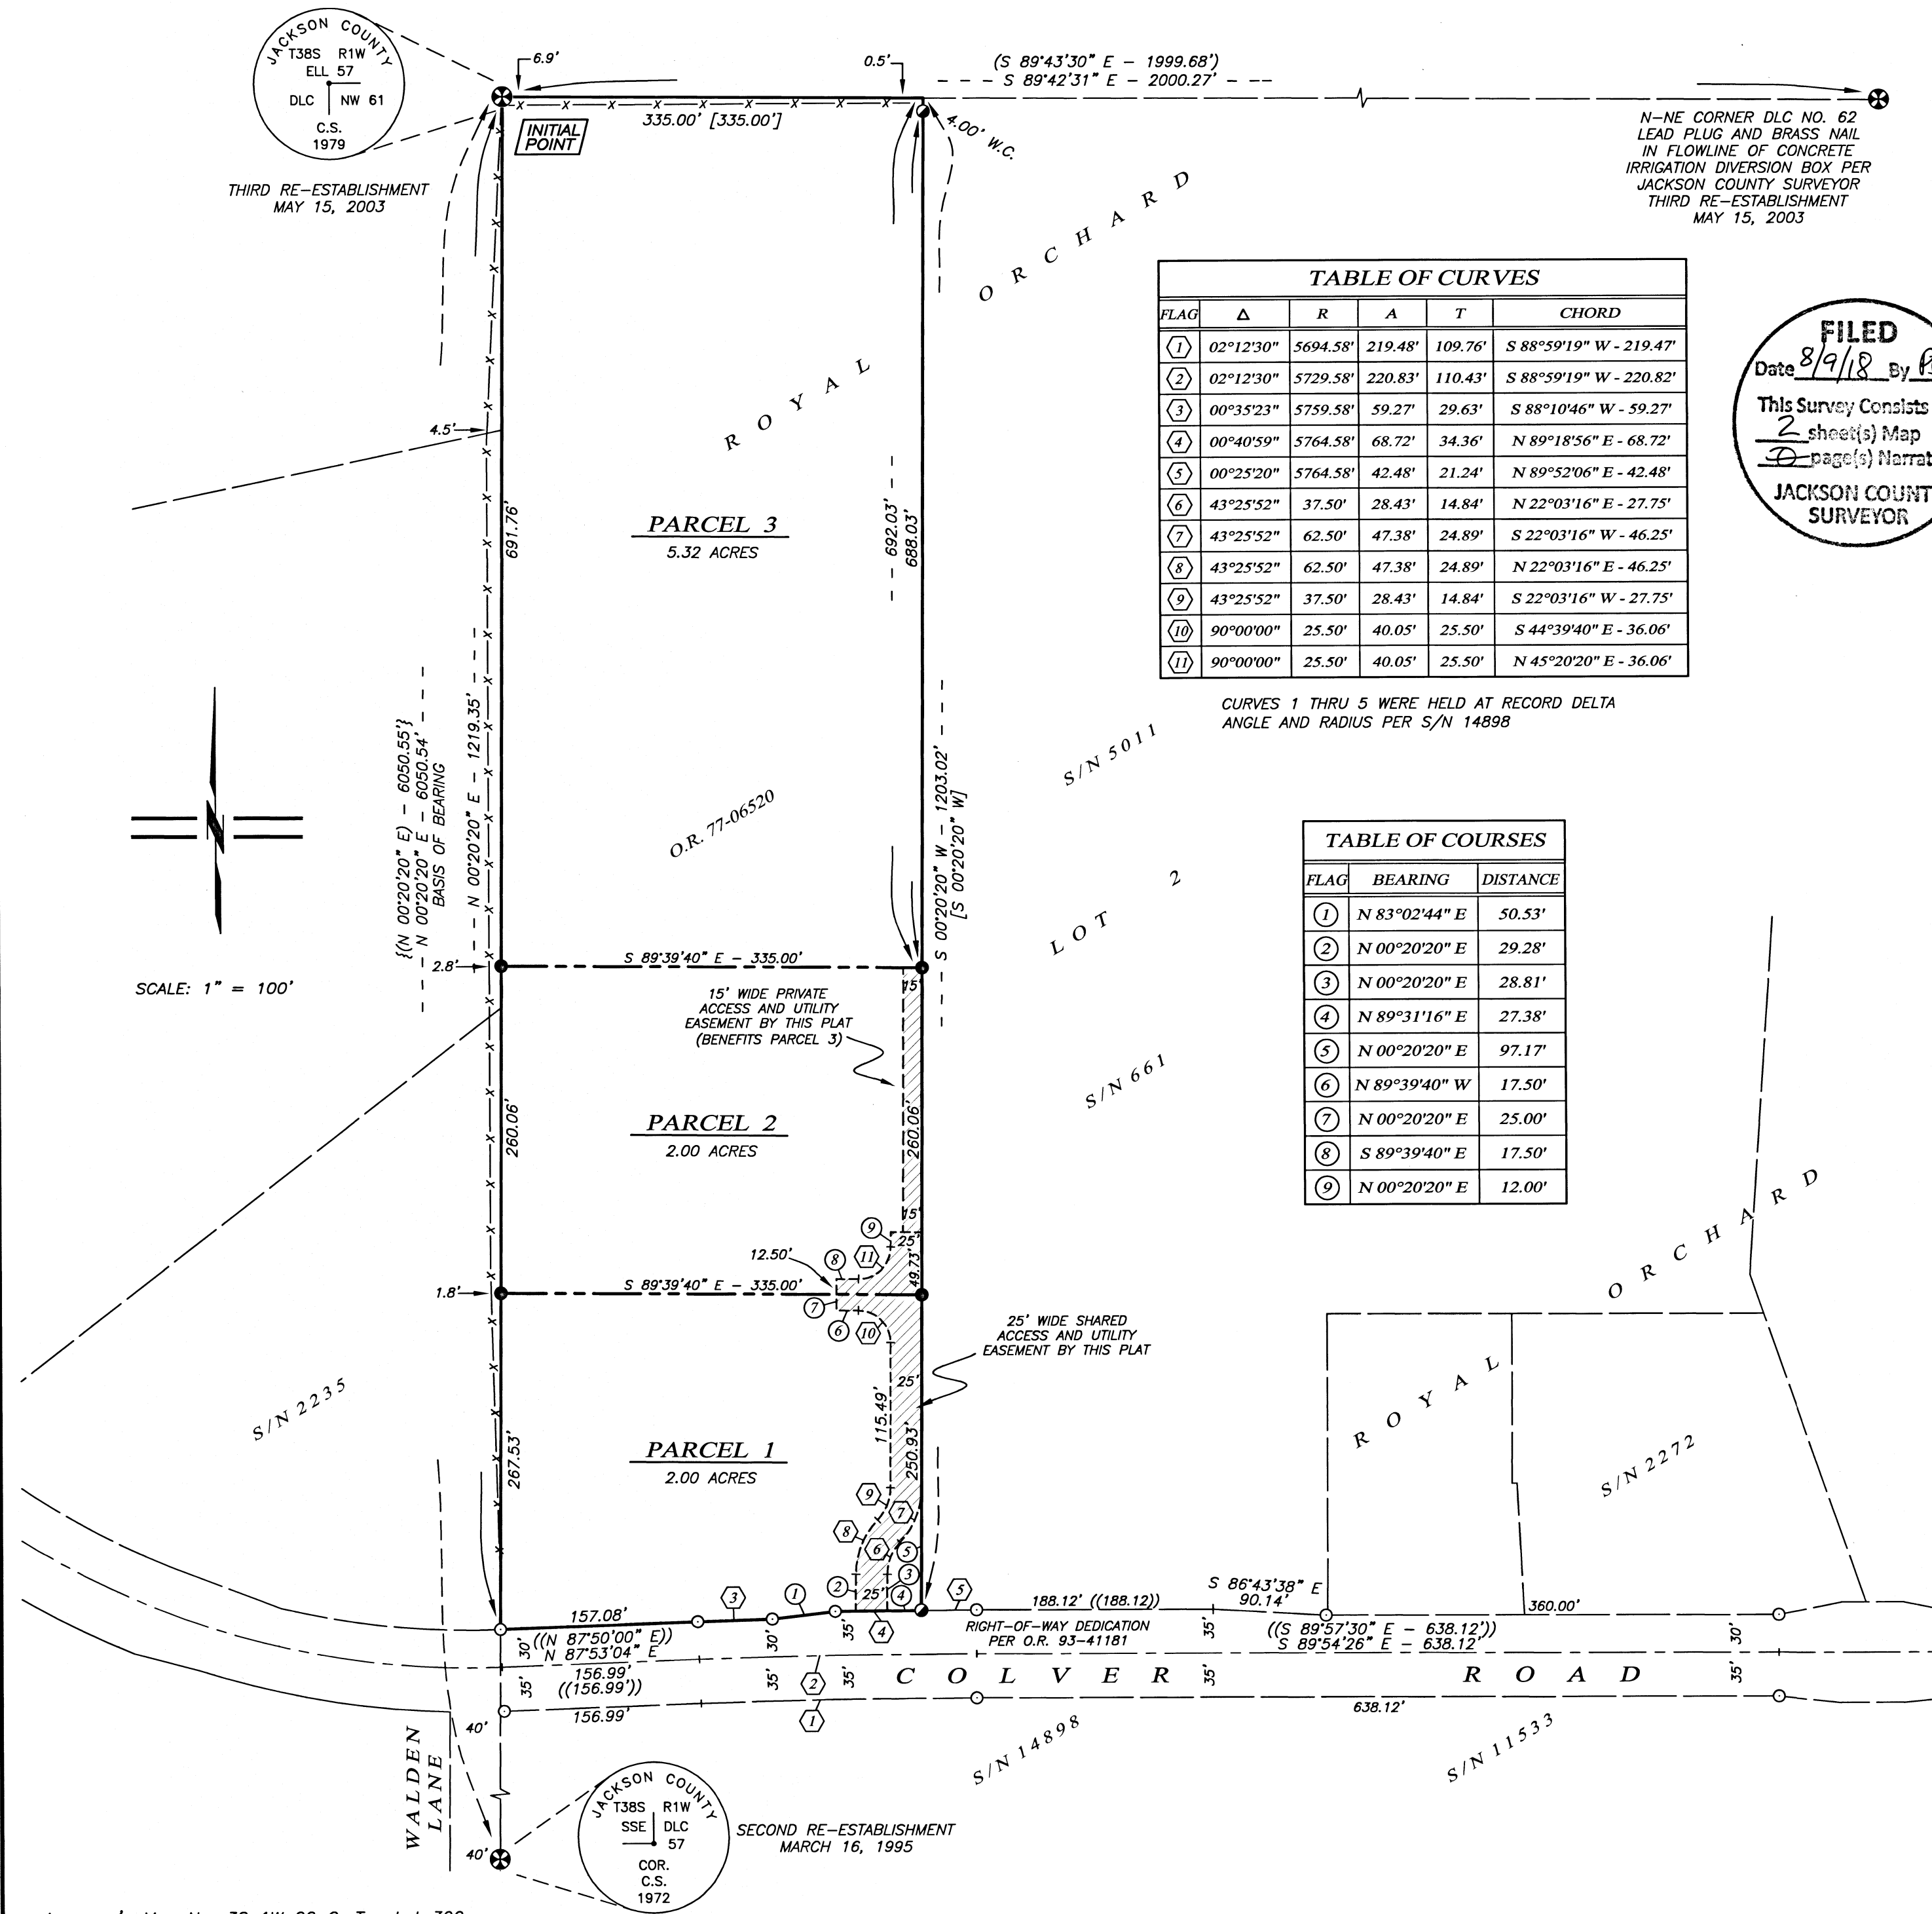 JACKSON COUNTY
T38S R1W
ELL 57
DLC NW 61
C.S.
1979
THIRD RE-ESTABLISHMENT
MAY 15, 2003
6.9'
0.5'
(S 89°43'30" E - 1999.68')
S 89°42'31" E - 2000.27'
335.00' [335.00']
INITIAL
POINT
4.00' W.C.
N-NE CORNER DLC NO. 62
LEAD PLUG AND BRASS NAIL
IN FLOWLINE OF CONCRETE
IRRIGATION DIVERSION BOX PER
JACKSON COUNTY SURVEYOR
THIRD RE-ESTABLISHMENT
MAY 15, 2003
ROYAL ORCHARD
TABLE OF CURVES
FLAG Δ R A T CHORD
1 02°12'30" 5694.58' 219.48' 109.76' S 88°59'19" W - 219.47'
2 02°12'30" 5729.58' 220.83' 110.43' S 88°59'19" W - 220.82'
3 00°35'23" 5759.58' 59.27' 29.63' S 88°10'46" W - 59.27'
4 00°40'59" 5764.58' 68.72' 34.36' N 89°18'56" E - 68.72'
5 00°25'20" 5764.58' 42.48' 21.24' N 89°52'06" E - 42.48'
6 43°25'52" 37.50' 28.43' 14.84' N 22°03'16" E - 27.75'
7 43°25'52" 62.50' 47.38' 24.89' S 22°03'16" W - 46.25'
8 43°25'52" 62.50' 47.38' 24.89' N 22°03'16" E - 46.25'
9 43°25'52" 37.50' 28.43' 14.84' S 22°03'16" W - 27.75'
10 90°00'00" 25.50' 40.05' 25.50' S 44°39'40" E - 36.06'
11 90°00'00" 25.50' 40.05' 25.50' N 45°20'20" E - 36.06'
CURVES 1 THRU 5 WERE HELD AT RECORD DELTA
ANGLE AND RADIUS PER S/N 14898
FILED
Date 8/9/18 By
This Survey Consists
2 sheet(s) Map
0 page(s) Narrat
JACKSON COUNT
SURVEYOR
4.5'
691.76'
PARCEL 3
5.32 ACRES
692.03'
688.03'
{(N 00°20'20" E) - 6050.55'}
N 00°20'20" E - 6050.54'
BASIS OF BEARING
N 00°20'20" E - 1219.35'
S 00°20'20" W - 1203.02'
[S 00°20'20" W]
O.R. 77-06520
S/N 5011
LOT 2
S/N 661
N
SCALE: 1" = 100'
2.8'
S 89°39'40" E - 335.00'
15'
15' WIDE PRIVATE
ACCESS AND UTILITY
EASEMENT BY THIS PLAT
(BENEFITS PARCEL 3)
TABLE OF COURSES
FLAG BEARING DISTANCE
1 N 83°02'44" E 50.53'
2 N 00°20'20" E 29.28'
3 N 00°20'20" E 28.81'
4 N 89°31'16" E 27.38'
5 N 00°20'20" E 97.17'
6 N 89°39'40" W 17.50'
7 N 00°20'20" E 25.00'
8 S 89°39'40" E 17.50'
9 N 00°20'20" E 12.00'
260.06'
PARCEL 2
2.00 ACRES
260.06'
15'
9
25'
8
11
12.50'
49.73'
1.8'
S 89°39'40" E - 335.00'
7
6
10
25' WIDE SHARED
ACCESS AND UTILITY
EASEMENT BY THIS PLAT
25'
115.49'
250.93'
S/N 2235
267.53'
PARCEL 1
2.00 ACRES
9
7
8
6
5
2
3
25'
4
ROYAL ORCHARD
S/N 2272
157.08'
3
1
5
188.12' ((188.12))
S 86°43'38" E
90.14'
360.00'
30'
((N 87°50'00" E))
N 87°53'04" E
30'
35'
4
RIGHT-OF-WAY DEDICATION
PER O.R. 93-41181
35'
((S 89°57'30" E - 638.12'))
S 89°54'26" E - 638.12'
30'
35'
156.99'
((156.99'))
35'
2
35'
COLVER ROAD
35'
35'
156.99'
1
638.12'
40'
WALDEN
LANE
S/N 14898
S/N 11533
40'
JACKSON COUNTY
T38S R1W
SSE DLC
57
COR.
C.S.
1972
SECOND RE-ESTABLISHMENT
MARCH 16, 1995